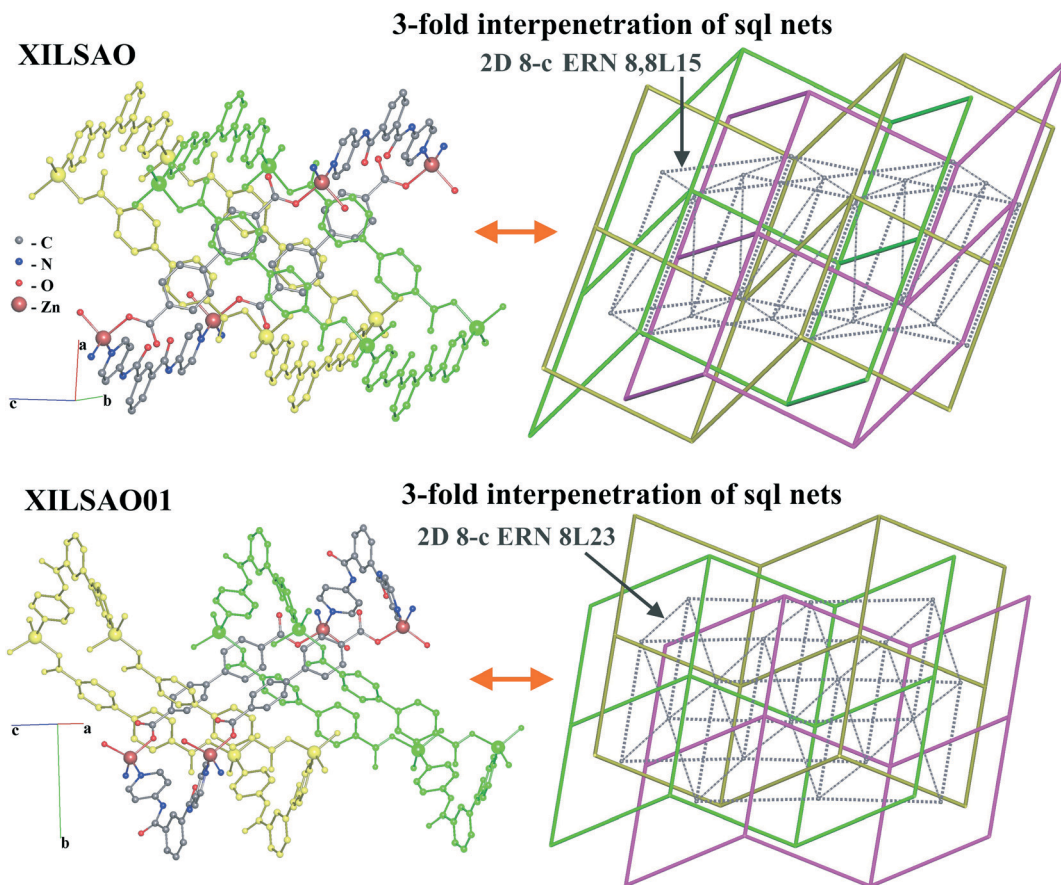 3-fold interpenetration of sql nets
XILSAO
2D 8-c ERN 8,8L15
- C
- N
- O
- Zn
a
c
b
3-fold interpenetration of sql nets
XILSAO01
2D 8-c ERN 8L23
c
a
b